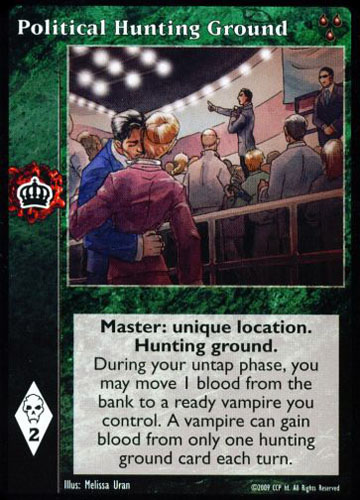 Political Hunting Ground
Master: unique location.
Hunting ground.
During your untap phase, you
may move 1 blood from the
bank to a ready vampire you
control. A vampire can gain
blood from only one hunting
ground card each turn.
2
Illus: Melissa Uran
©2009 CCP hf. All Rights Reserved